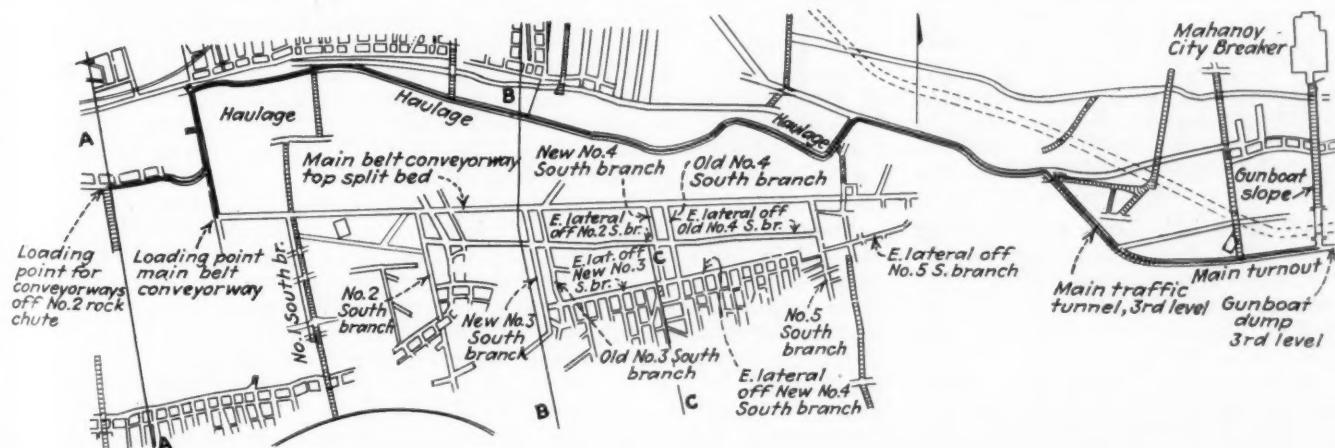 Mahanoy
City Breaker
A
B
Haulage
Haulage
Haulage
Main belt conveyorway
top split bed
New No.4
South branch
Old No.4
South branch
Gunboat
slope
E. lateral
off No.2 S. br.
E. lateral off
old No.4 S. br.
E. lat. off
New No.3
S. br.
C
Loading
point for
conveyorways
off No.2 rock
chute
Loading point
main belt
conveyorway
South br.
No.2
South
branch
New No.3
South
branch
Old No.3 South
branch
E. lateral
off New No.4
South branch
No.5
South
branch
E. lateral off
No.5 S. branch
Main traffic
tunnel, 3rd level
Main turnout
Gunboat
dump
3rd level
A
B
C